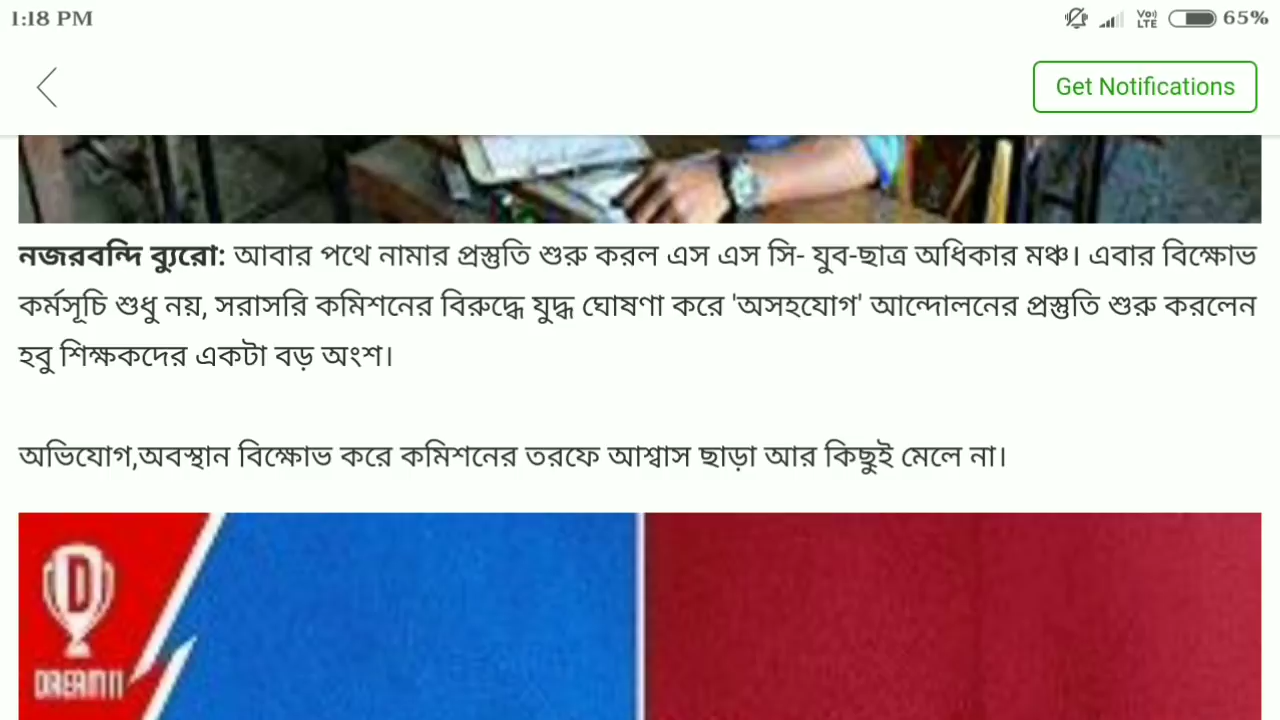 1:18 PM
Vo)) LTE 65%
Get Notifications
নজরবন্দি ব্যুরো: আবার পথে নামার প্রস্তুতি শুরু করল এস এস সি- যুব-ছাত্র অধিকার মঞ্চ। এবার বিক্ষোভ
কর্মসূচি শুধু নয়, সরাসরি কমিশনের বিরুদ্ধে যুদ্ধ ঘোষণা করে 'অসহযোগ' আন্দোলনের প্রস্তুতি শুরু করলেন
হবু শিক্ষকদের একটা বড় অংশ।
অভিযোগ,অবস্থান বিক্ষোভ করে কমিশনের তরফে আশ্বাস ছাড়া আর কিছুই মেলে না।
D
DREAM11